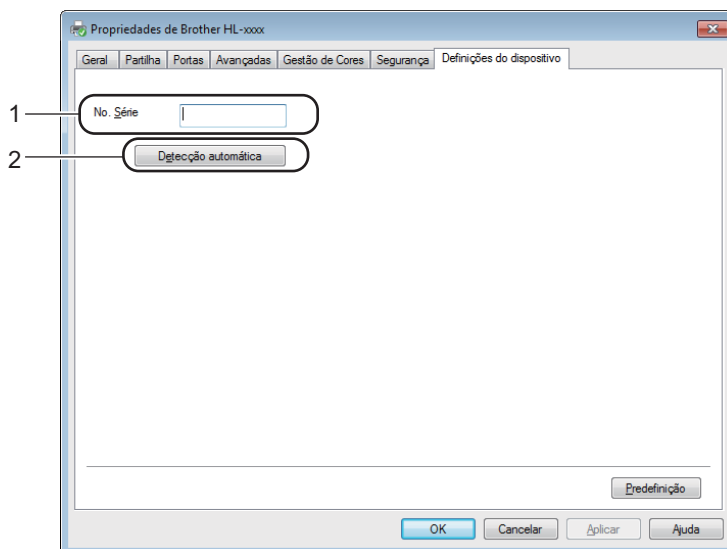 Propriedades de Brother HL-xxxx
Geral Partilha Portas Avançadas Gestão de Cores Segurança Definições do dispositivo
1 No. Série
2 Detecção automática
Predefinição
OK Cancelar Aplicar Ajuda